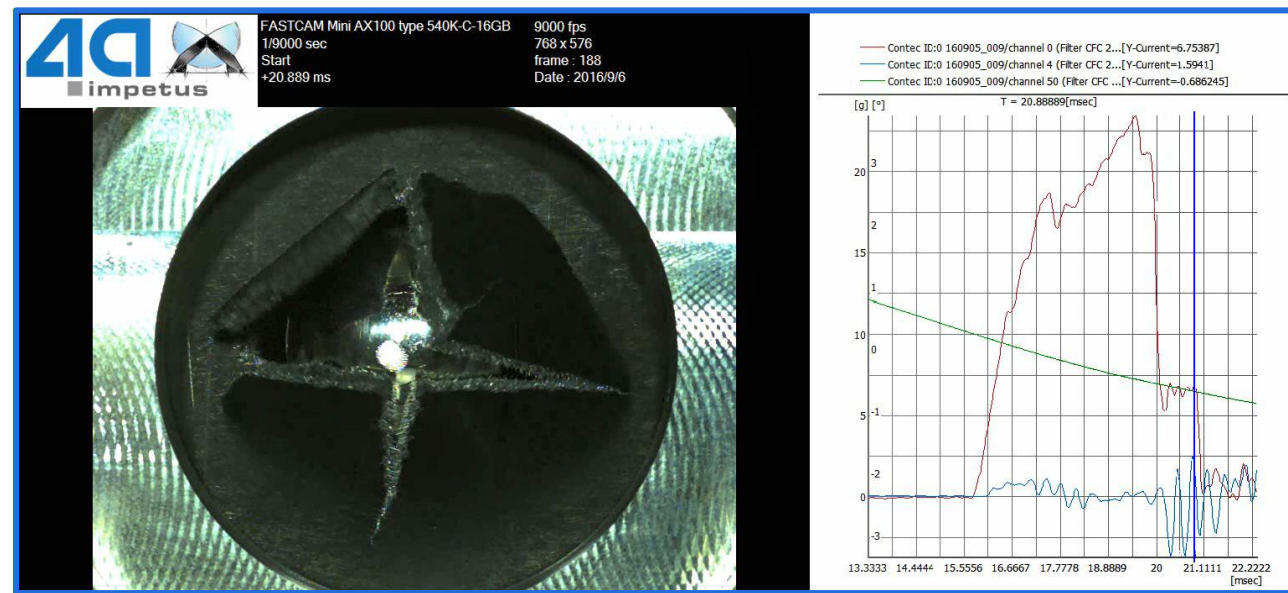 4a
impetus
FASTCAM Mini AX100 type 540K-C-16GB
1/9000 sec
Start
+20.889 ms
9000 fps
768 x 576
frame : 188
Date : 2016/9/6
Contec ID:0 160905_009/channel 0 (Filter CFC 2...[Y-Current=6.75387]
Contec ID:0 160905_009/channel 4 (Filter CFC 2...[Y-Current=1.5941]
Contec ID:0 160905_009/channel 50 (Filter CFC ...[Y-Current=-0.686245]
[g] [°]
T = 20.88889[msec]
20
3
2
15
1
10
0
5
-1
-2
0
-3
13.3333 14.4444 15.5556 16.6667 17.7778 18.8889 20 21.1111 22.2222
[msec]